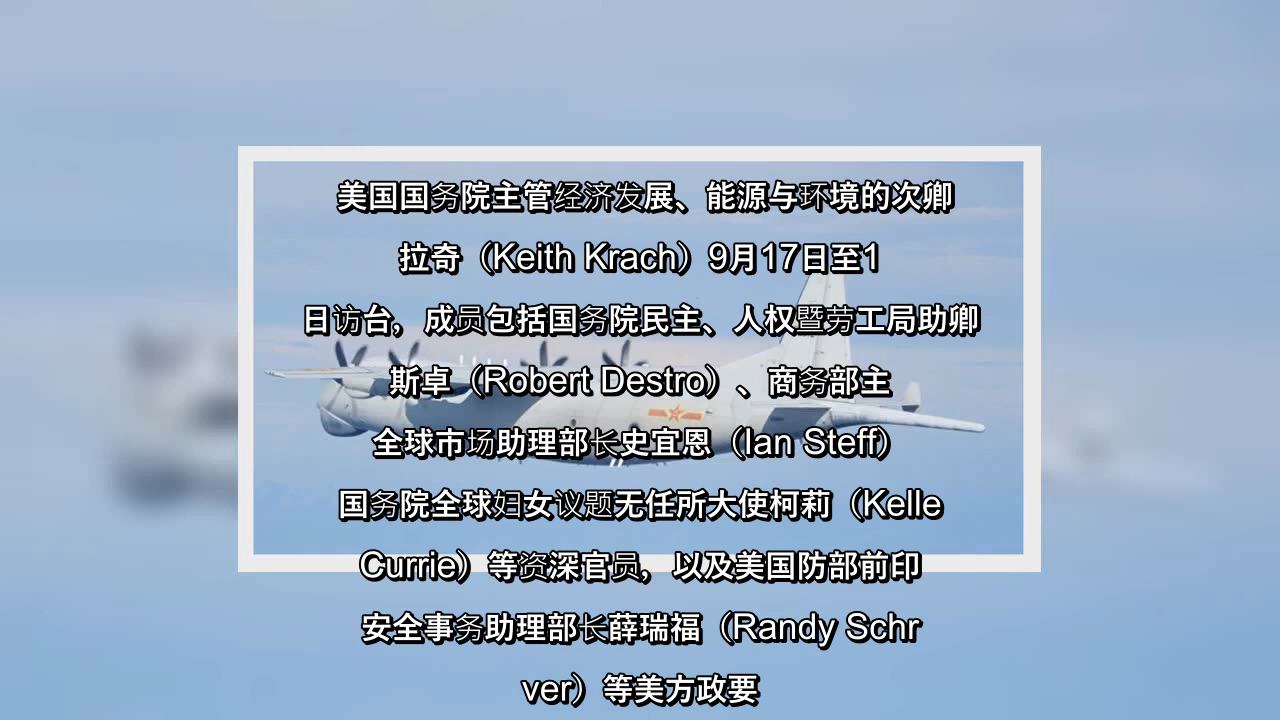 美国国务院主管经济发展、能源与环境的次卿
拉奇（Keith Krach）9月17日至1
日访台，成员包括国务院民主、人权暨劳工局助卿
斯卓（Robert Destro）、商务部主
全球市场助理部长史宜恩（Ian Steff）
国务院全球妇女议题无任所大使柯莉（Kelle
Currie）等资深官员，以及美国防部前印
安全事务助理部长薛瑞福（Randy Schr
ver）等美方政要